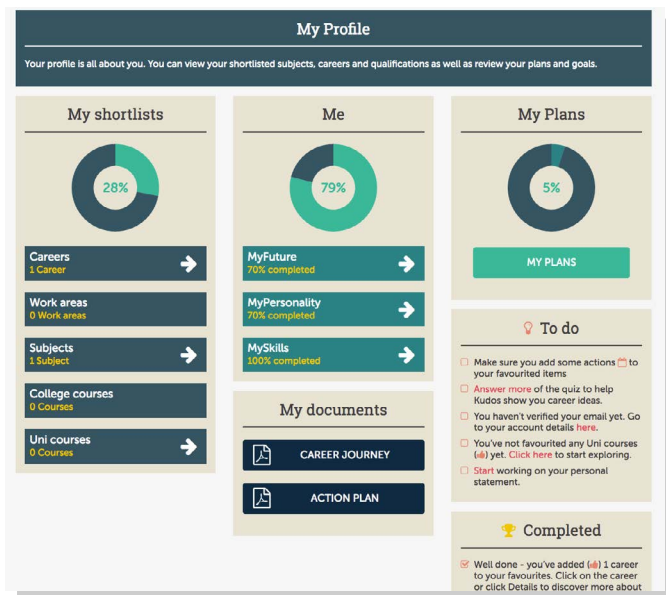 My Profile
Your profile is all about you. You can view your shortlisted subjects, careers and qualifications as well as review your plans and goals.
My shortlists
28%
Careers
1 Career
Work areas
0 Work areas
Subjects
1 Subject
College courses
0 Courses
Uni courses
0 Courses
Me
79%
MyFuture
70% completed
MyPersonality
70% completed
MySkills
100% completed
My documents
CAREER JOURNEY
ACTION PLAN
My Plans
5%
MY PLANS
To do
Make sure you add some actions to
your favourited items
Answer more of the quiz to help
Kudos show you career ideas.
You haven't verified your email yet. Go
to your account details here.
You've not favourited any Uni courses
() yet. Click here to start exploring.
Start working on your personal
statement.
Completed
Well done - you've added () 1 career
to your favourites. Click on the career
or click Details to discover more about